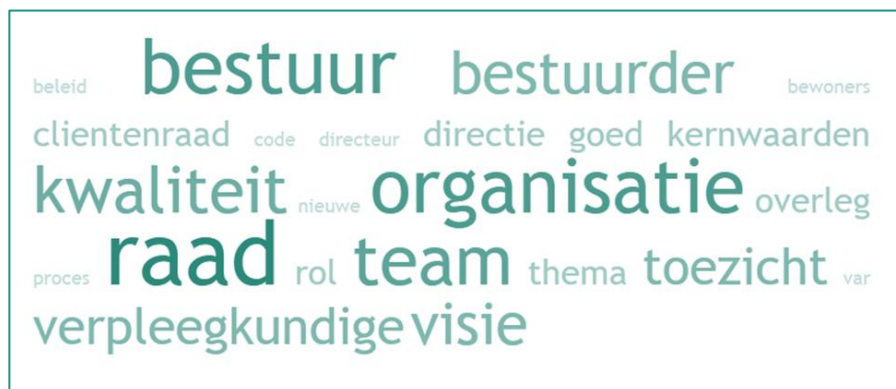 beleid bestuur bestuurder bewoners
clientenraad code directeur directie goed kernwaarden
kwaliteit nieuwe organisatie overleg
proces raad rol team thema toezicht var
verpleegkundige visie